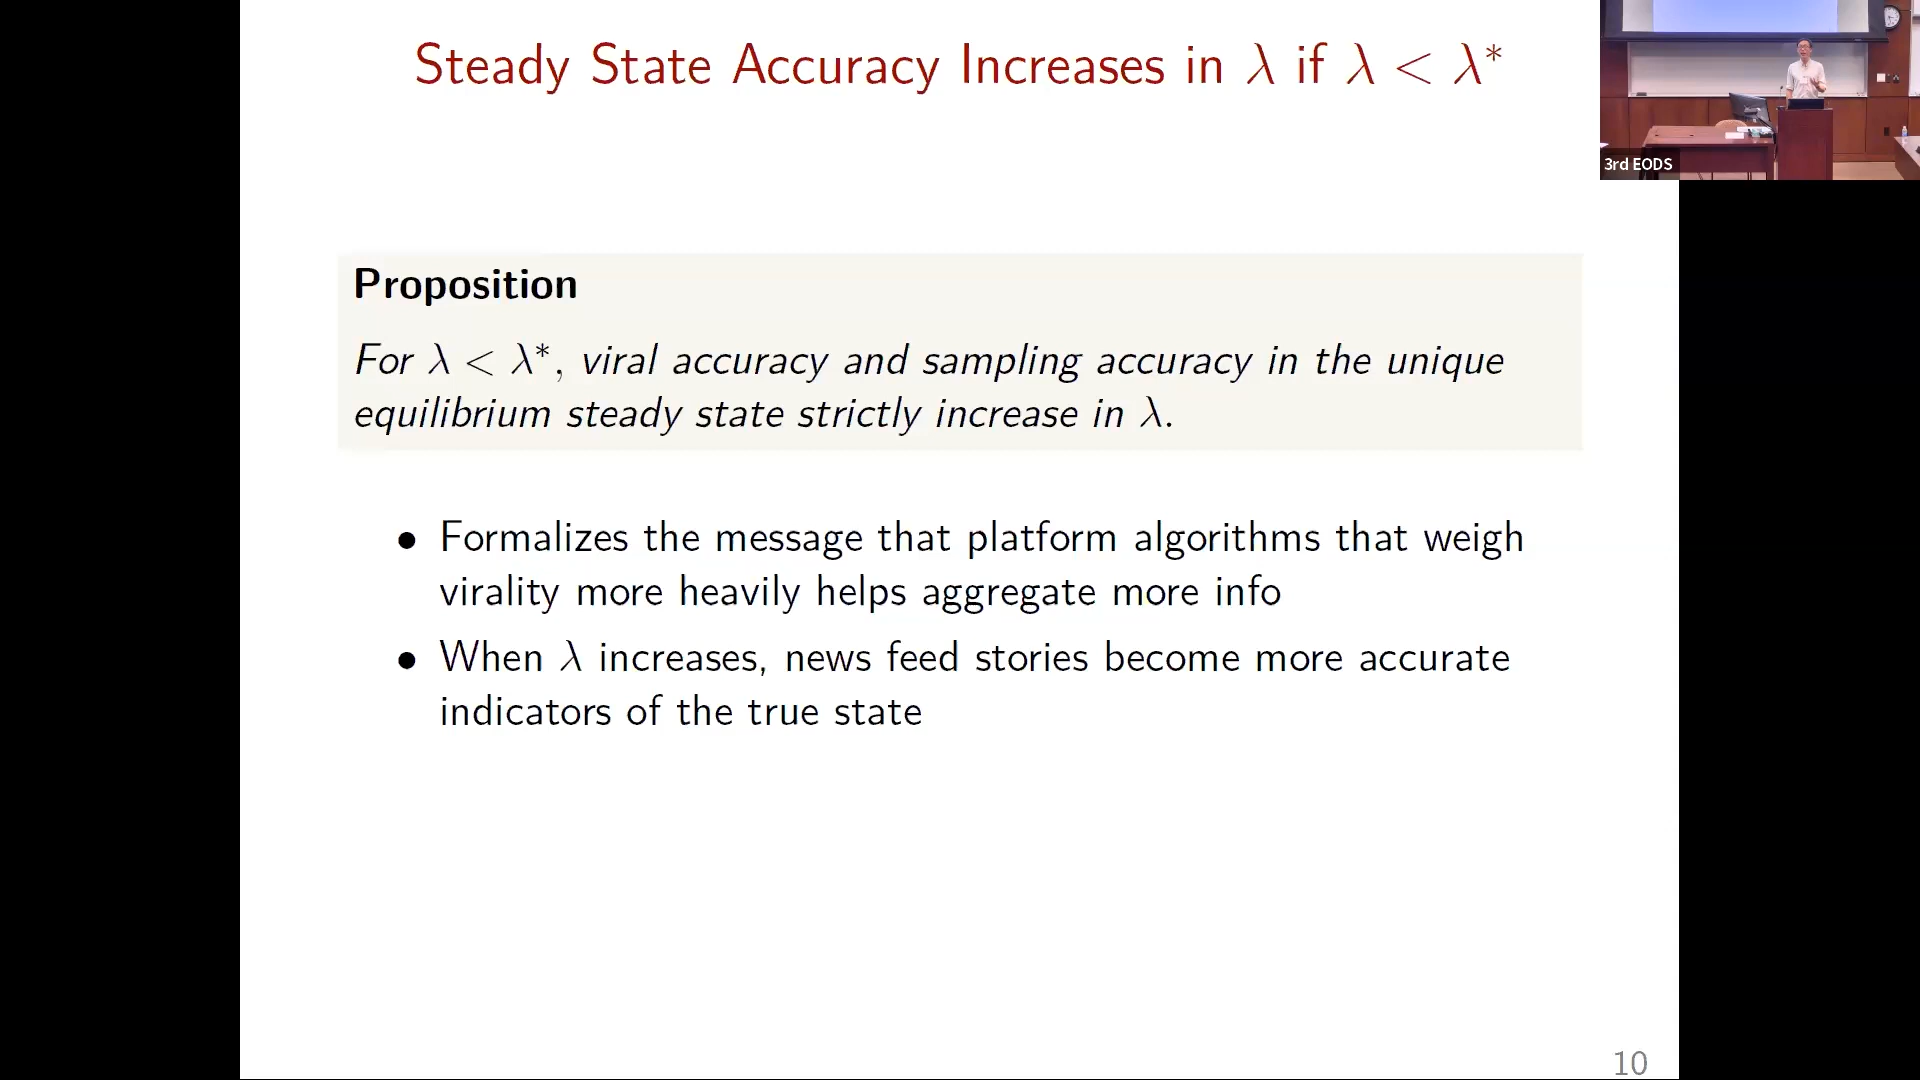 Steady State Accuracy Increases in λ if λ < λ*
3rd EODS
Proposition
For λ < λ*, viral accuracy and sampling accuracy in the unique
equilibrium steady state strictly increase in λ.
• Formalizes the message that platform algorithms that weigh
virality more heavily helps aggregate more info
• When λ increases, news feed stories become more accurate
indicators of the true state
10